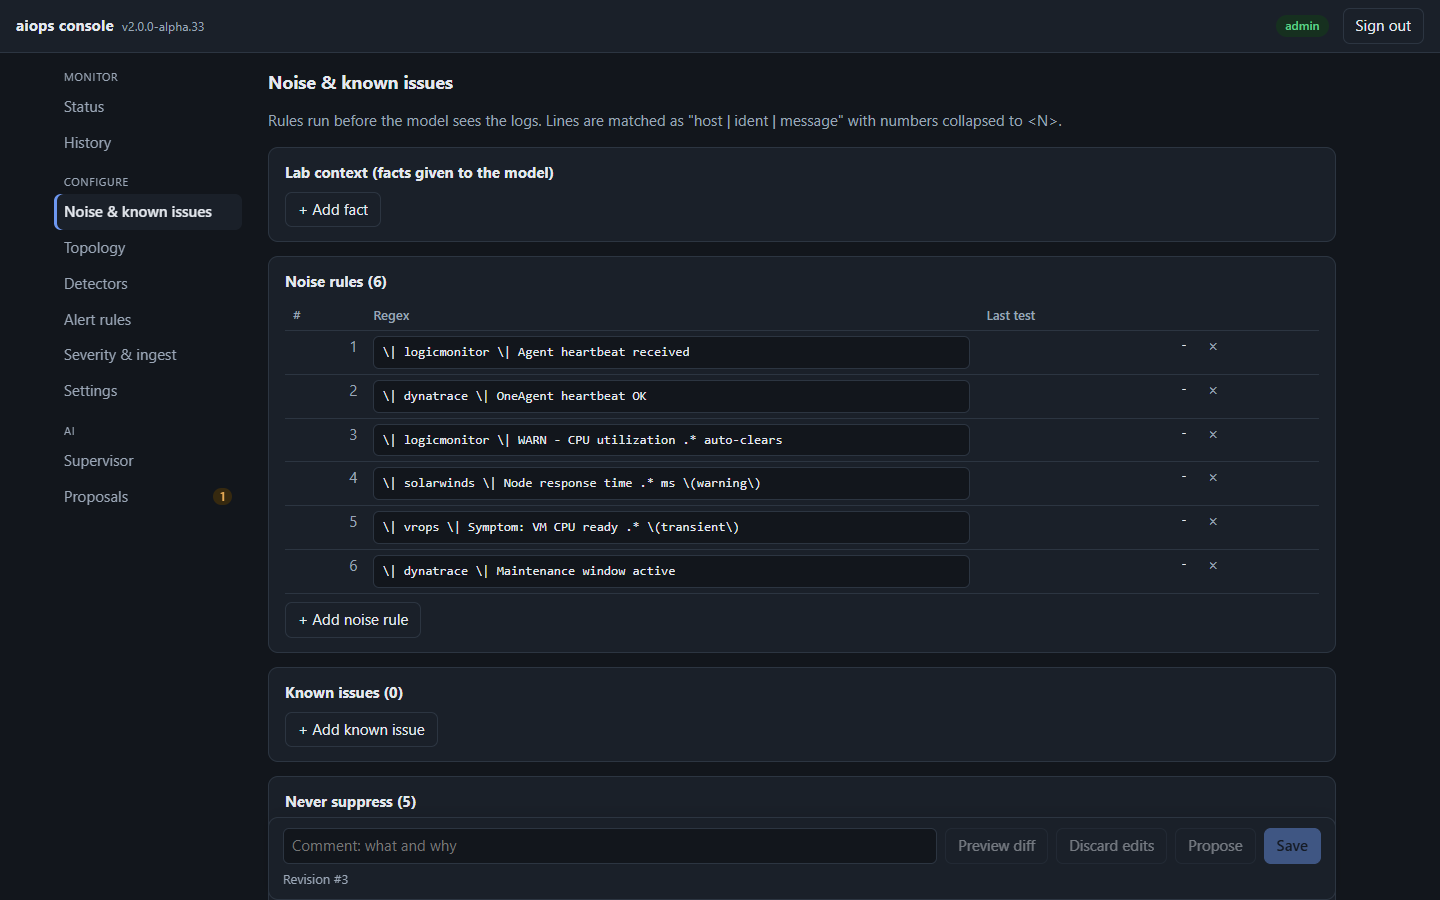 aiops console v2.0.0-alpha.33
admin
Sign out
MONITOR
Status
History
CONFIGURE
Noise & known issues
Topology
Detectors
Alert rules
Severity & ingest
Settings
AI
Supervisor
Proposals 1
Noise & known issues
Rules run before the model sees the logs. Lines are matched as "host | ident | message" with numbers collapsed to <N>.
Lab context (facts given to the model)
+ Add fact
Noise rules (6)
# Regex Last test
1 \| logicmonitor \| Agent heartbeat received - ×
2 \| dynatrace \| OneAgent heartbeat OK - ×
3 \| logicmonitor \| WARN - CPU utilization .* auto-clears - ×
4 \| solarwinds \| Node response time .* ms \(warning\) - ×
5 \| vrops \| Symptom: VM CPU ready .* \(transient\) - ×
6 \| dynatrace \| Maintenance window active - ×
+ Add noise rule
Known issues (0)
+ Add known issue
Never suppress (5)
Comment: what and why
Preview diff
Discard edits
Propose
Save
Revision #3